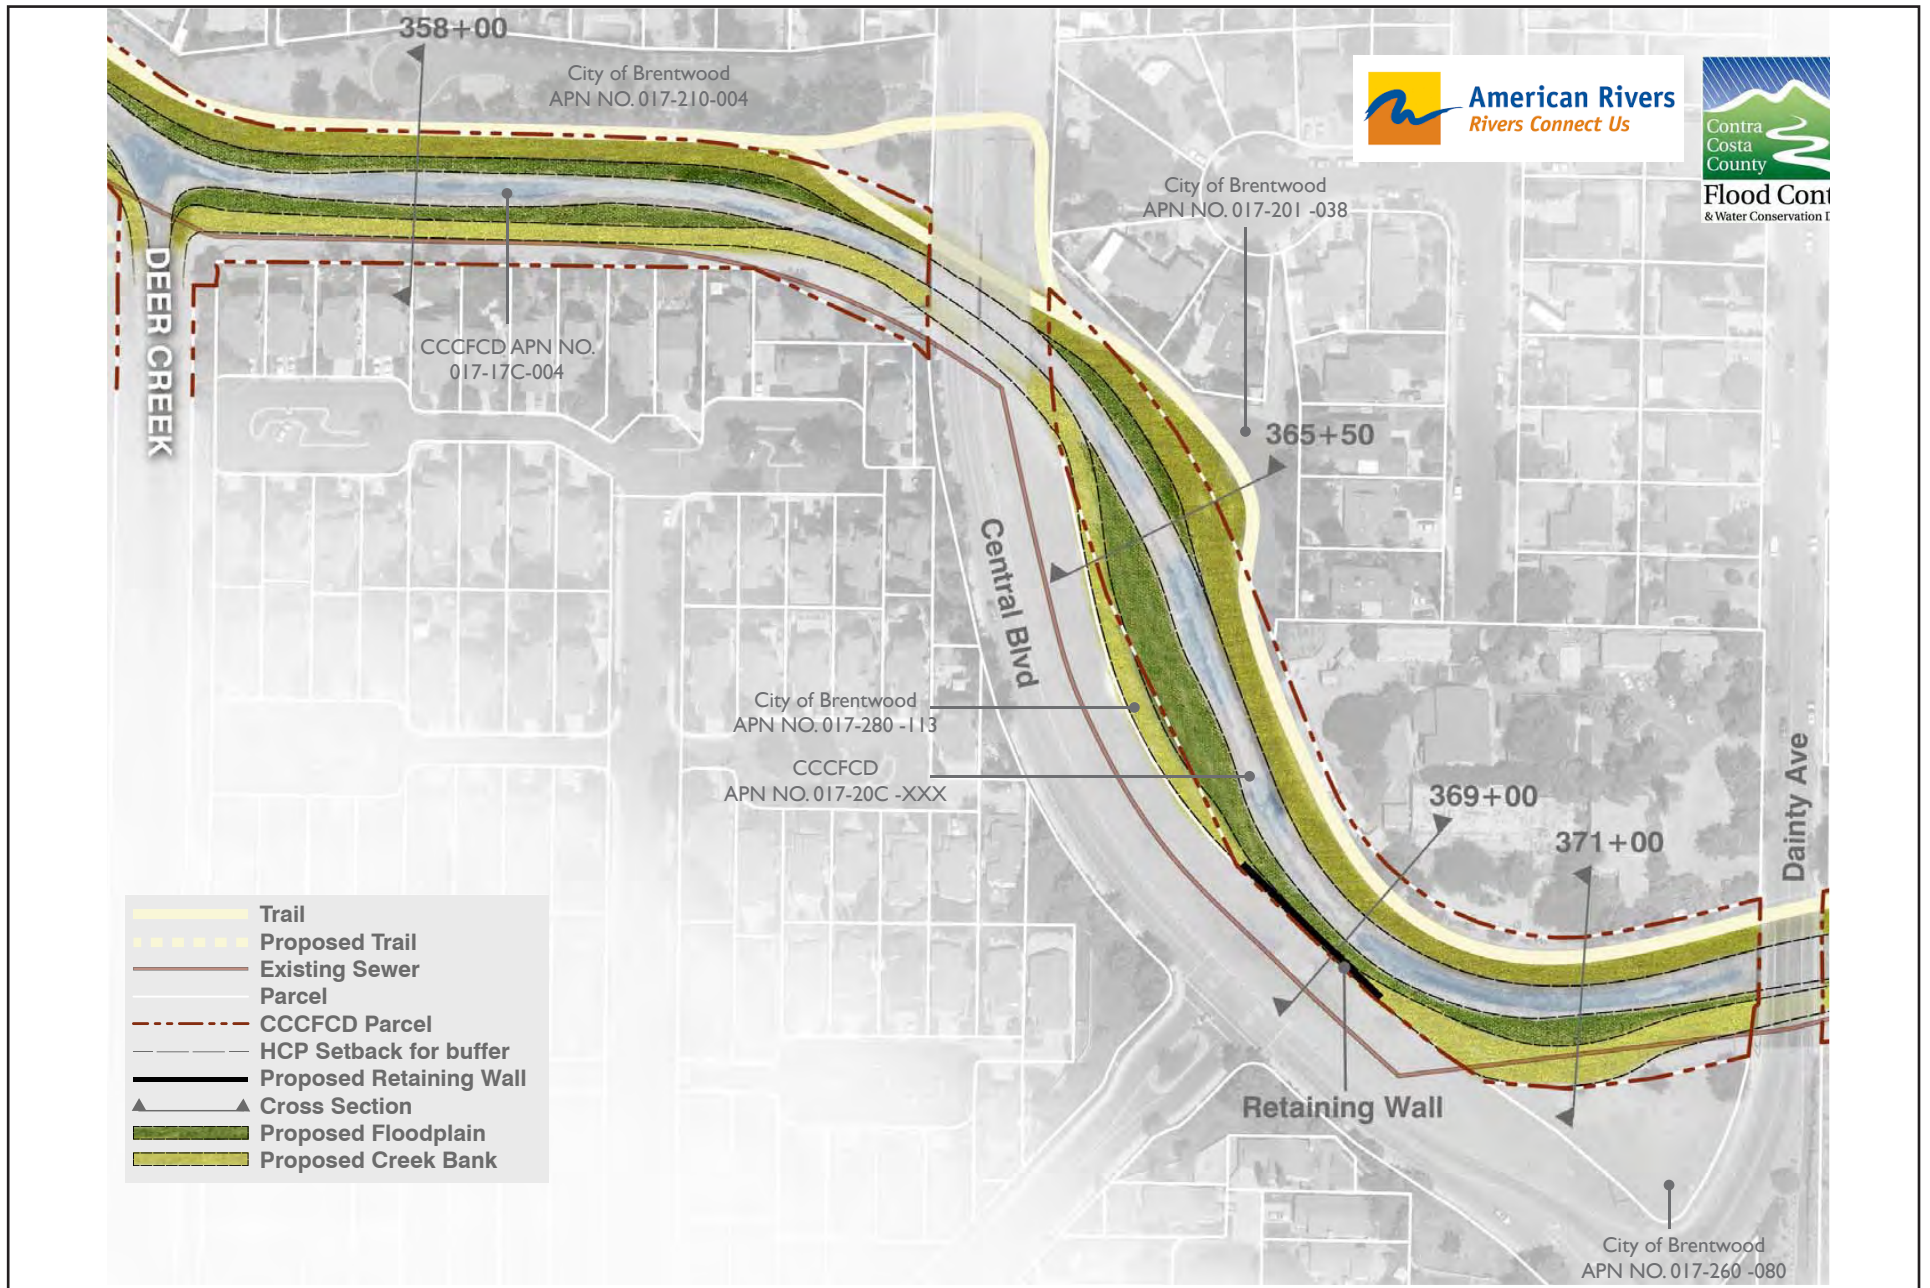 358+00
City of Brentwood
APN NO. 017-210-004
American Rivers
Rivers Connect Us
Contra
Costa
County
Flood Cont
& Water Conservation D
City of Brentwood
APN NO. 017-201 -038
DEER CREEK
CCCFCD APN NO.
017-17C-004
365+50
Central Blvd
City of Brentwood
APN NO. 017-280 -113
CCCFCD
APN NO. 017-20C -XXX
369+00
371+00
Dainty Ave
Trail
Proposed Trail
Existing Sewer
Parcel
CCCFCD Parcel
HCP Setback for buffer
Proposed Retaining Wall
Cross Section
Proposed Floodplain
Proposed Creek Bank
Retaining Wall
City of Brentwood
APN NO. 017-260 -080